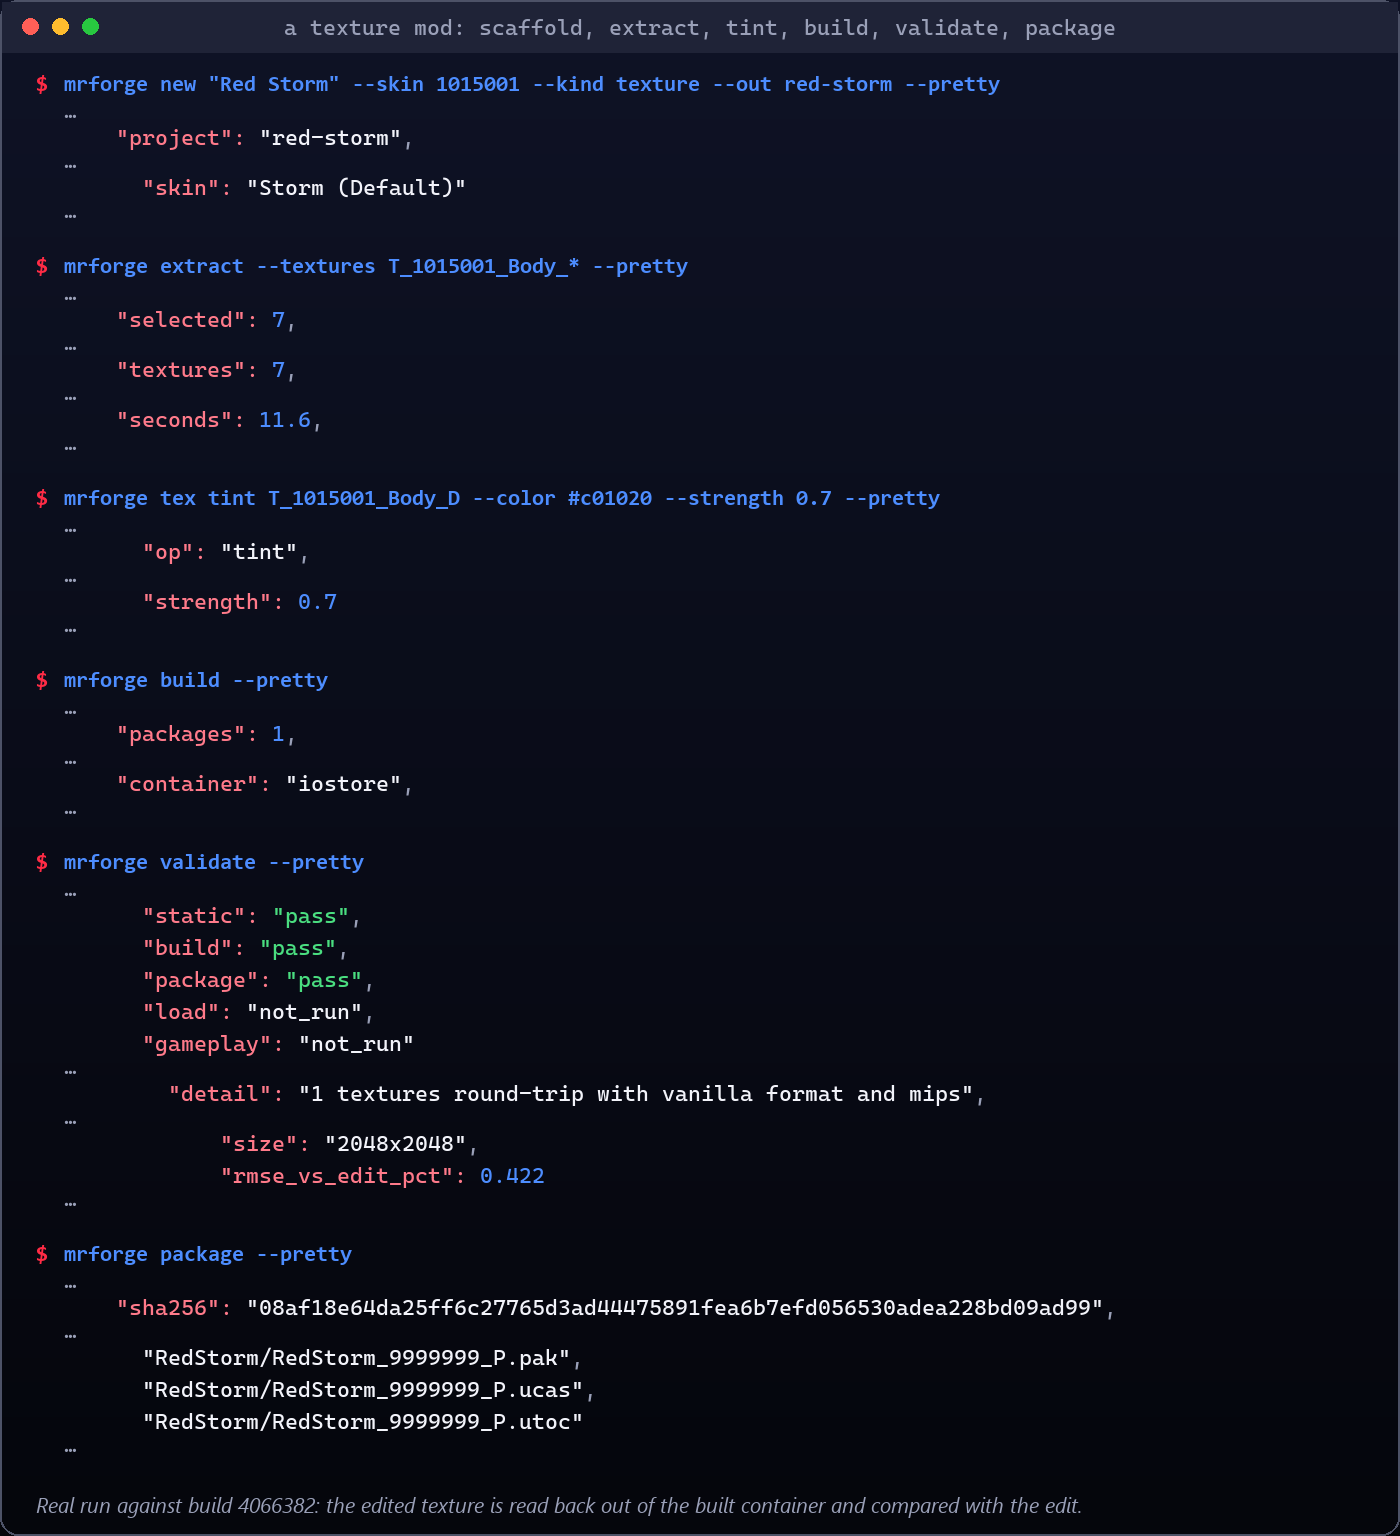 a texture mod: scaffold, extract, tint, build, validate, package
$ mrforge new "Red Storm" --skin 1015001 --kind texture --out red-storm --pretty
…
"project": "red-storm",
…
"skin": "Storm (Default)"
…
$ mrforge extract --textures T_1015001_Body_* --pretty
…
"selected": 7,
…
"textures": 7,
…
"seconds": 11.6,
…
$ mrforge tex tint T_1015001_Body_D --color #c01020 --strength 0.7 --pretty
…
"op": "tint",
…
"strength": 0.7
…
$ mrforge build --pretty
…
"packages": 1,
…
"container": "iostore",
…
$ mrforge validate --pretty
…
"static": "pass",
"build": "pass",
"package": "pass",
"load": "not_run",
"gameplay": "not_run"
…
"detail": "1 textures round-trip with vanilla format and mips",
…
"size": "2048x2048",
"rmse_vs_edit_pct": 0.422
…
$ mrforge package --pretty
…
"sha256": "08af18e64da25ff6c27765d3ad44475891fea6b7efd056530adea228bd09ad99",
…
"RedStorm/RedStorm_9999999_P.pak",
"RedStorm/RedStorm_9999999_P.ucas",
"RedStorm/RedStorm_9999999_P.utoc"
…
Real run against build 4066382: the edited texture is read back out of the built container and compared with the edit.